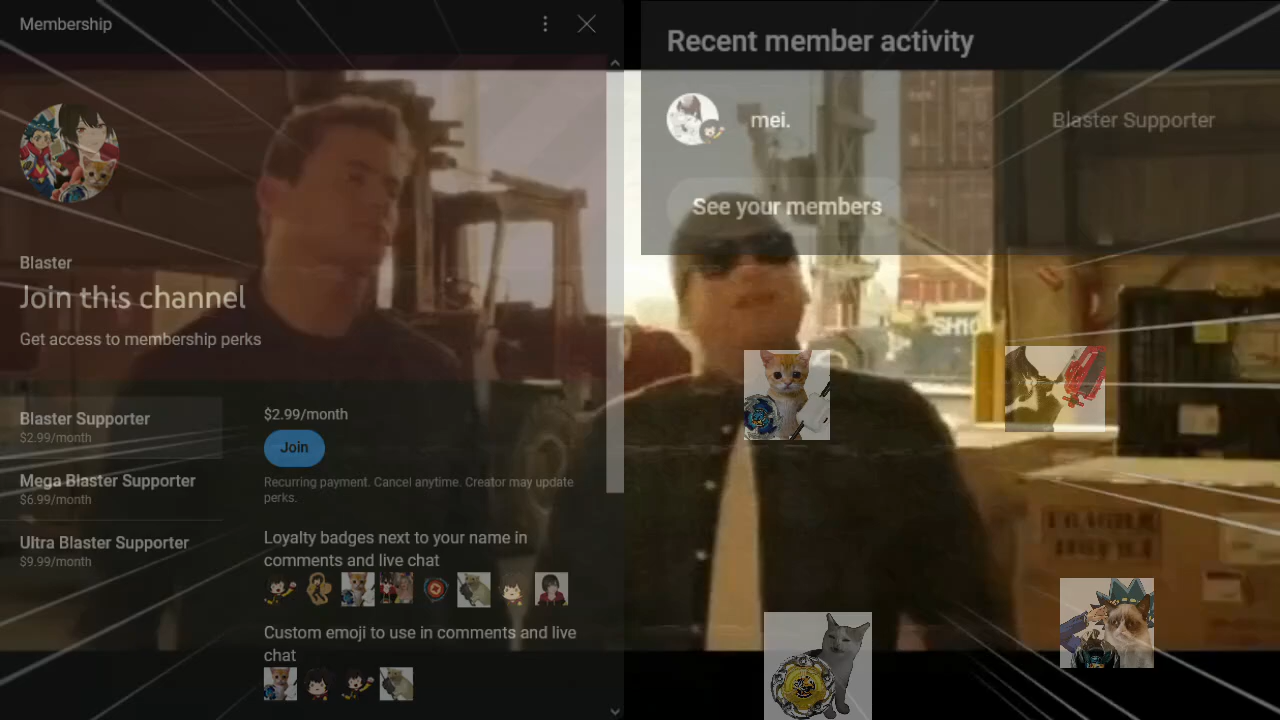 Membership
Blaster
Join this channel
Get access to membership perks
Blaster Supporter
$2.99/month
Mega Blaster Supporter
$6.99/month
Ultra Blaster Supporter
$9.99/month
$2.99/month
Join
Recurring payment. Cancel anytime. Creator may update
perks.
Loyalty badges next to your name in
comments and live chat
Custom emoji to use in comments and live
chat
Recent member activity
mei.
Blaster Supporter
See your members